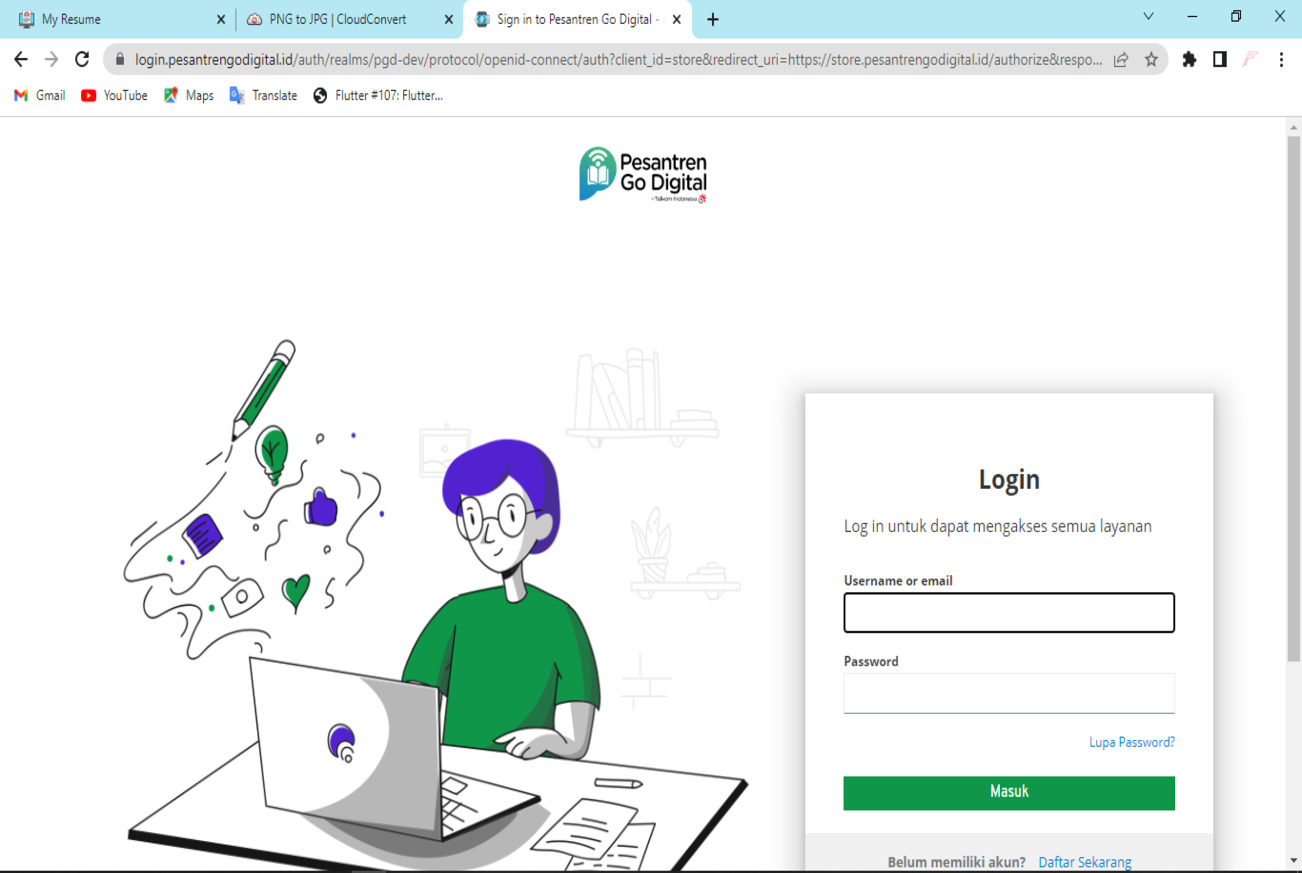 My Resume
PNG to JPG | CloudConvert
Sign in to Pesantren Go Digital -
login.pesantrengodigital.id/auth/realms/pgd-dev/protocol/openid-connect/auth?client_id=store&redirect_uri=https://store.pesantrengodigital.id/authorize&respo...
Gmail
YouTube
Maps
Translate
Flutter #107: Flutter...
Pesantren
Go Digital
- Telkom Indonesia
Login
Log in untuk dapat mengakses semua layanan
Username or email
Password
Lupa Password?
Masuk
Belum memiliki akun? Daftar Sekarang